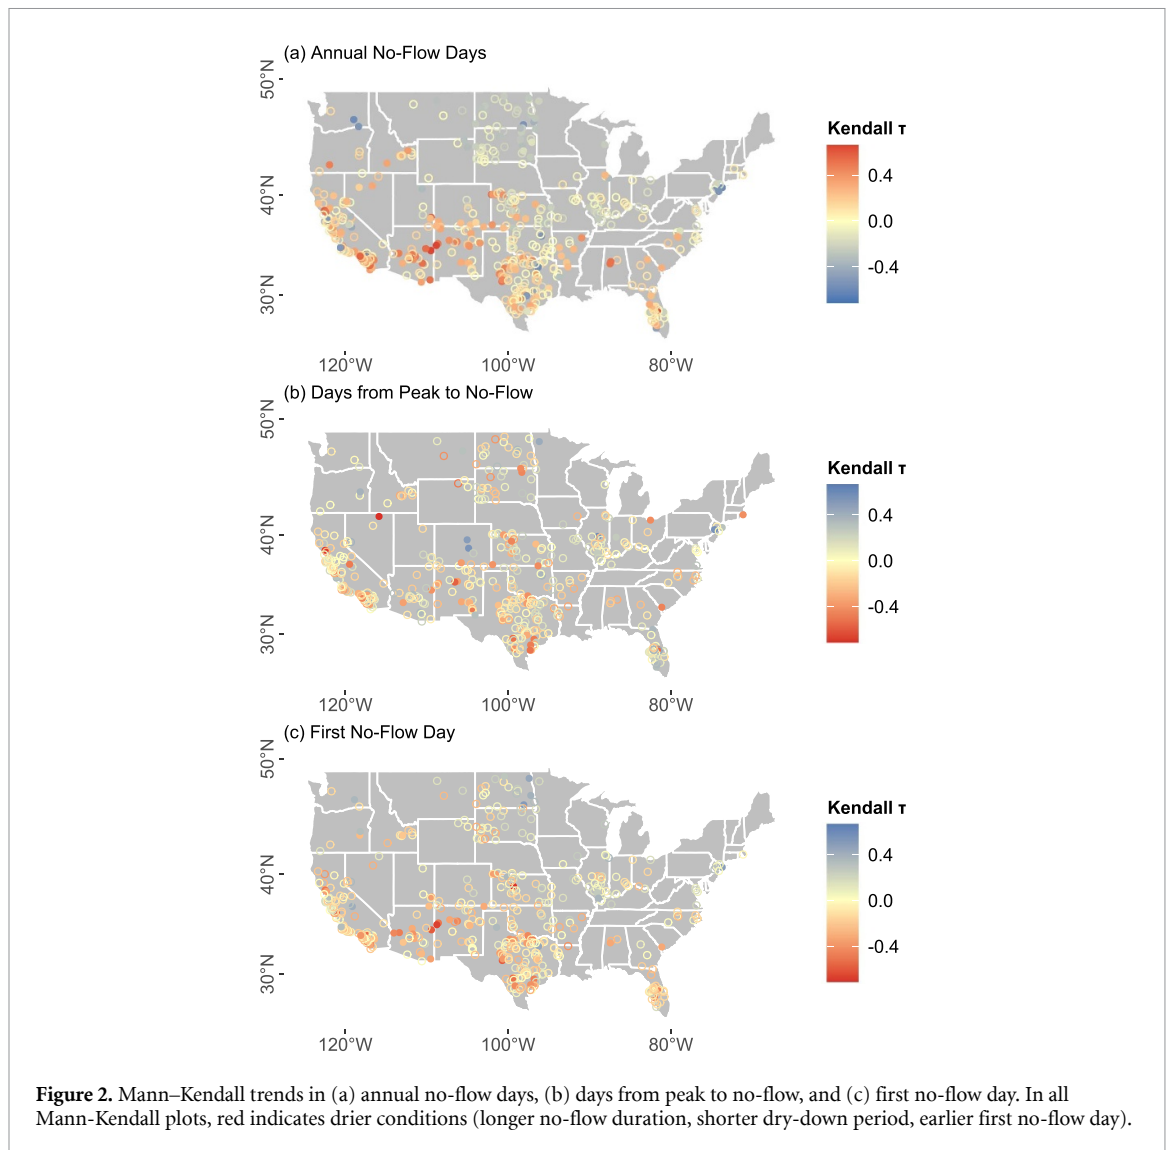 (a) Annual No-Flow Days
50°N
40°N
30°N
120°W
100°W
80°W
Kendall τ
0.4
0.0
-0.4
(b) Days from Peak to No-Flow
50°N
40°N
30°N
120°W
100°W
80°W
Kendall τ
0.4
0.0
-0.4
(c) First No-Flow Day
50°N
40°N
30°N
120°W
100°W
80°W
Kendall τ
0.4
0.0
-0.4
Figure 2. Mann–Kendall trends in (a) annual no-flow days, (b) days from peak to no-flow, and (c) first no-flow day. In all
Mann-Kendall plots, red indicates drier conditions (longer no-flow duration, shorter dry-down period, earlier first no-flow day).